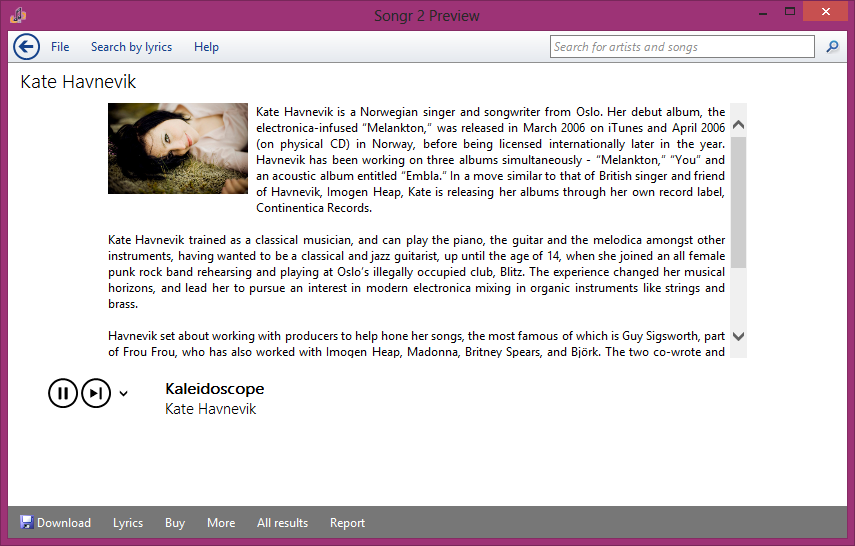 Songr 2 Preview
File Search by lyrics Help Search for artists and songs
Kate Havnevik
Kate Havnevik is a Norwegian singer and songwriter from Oslo. Her debut album, the
electronica-infused “Melankton,” was released in March 2006 on iTunes and April 2006
(on physical CD) in Norway, before being licensed internationally later in the year.
Havnevik has been working on three albums simultaneously - “Melankton,” “You” and
an acoustic album entitled “Embla.” In a move similar to that of British singer and friend
of Havnevik, Imogen Heap, Kate is releasing her albums through her own record label,
Continentica Records.
Kate Havnevik trained as a classical musician, and can play the piano, the guitar and the melodica amongst other
instruments, having wanted to be a classical and jazz guitarist, up until the age of 14, when she joined an all female
punk rock band rehearsing and playing at Oslo’s illegally occupied club, Blitz. The experience changed her musical
horizons, and lead her to pursue an interest in modern electronica mixing in organic instruments like strings and
brass.
Havnevik set about working with producers to help hone her songs, the most famous of which is Guy Sigsworth, part
of Frou Frou, who has also worked with Imogen Heap, Madonna, Britney Spears, and Björk. The two co-wrote and
Kaleidoscope
Kate Havnevik
Download Lyrics Buy More All results Report